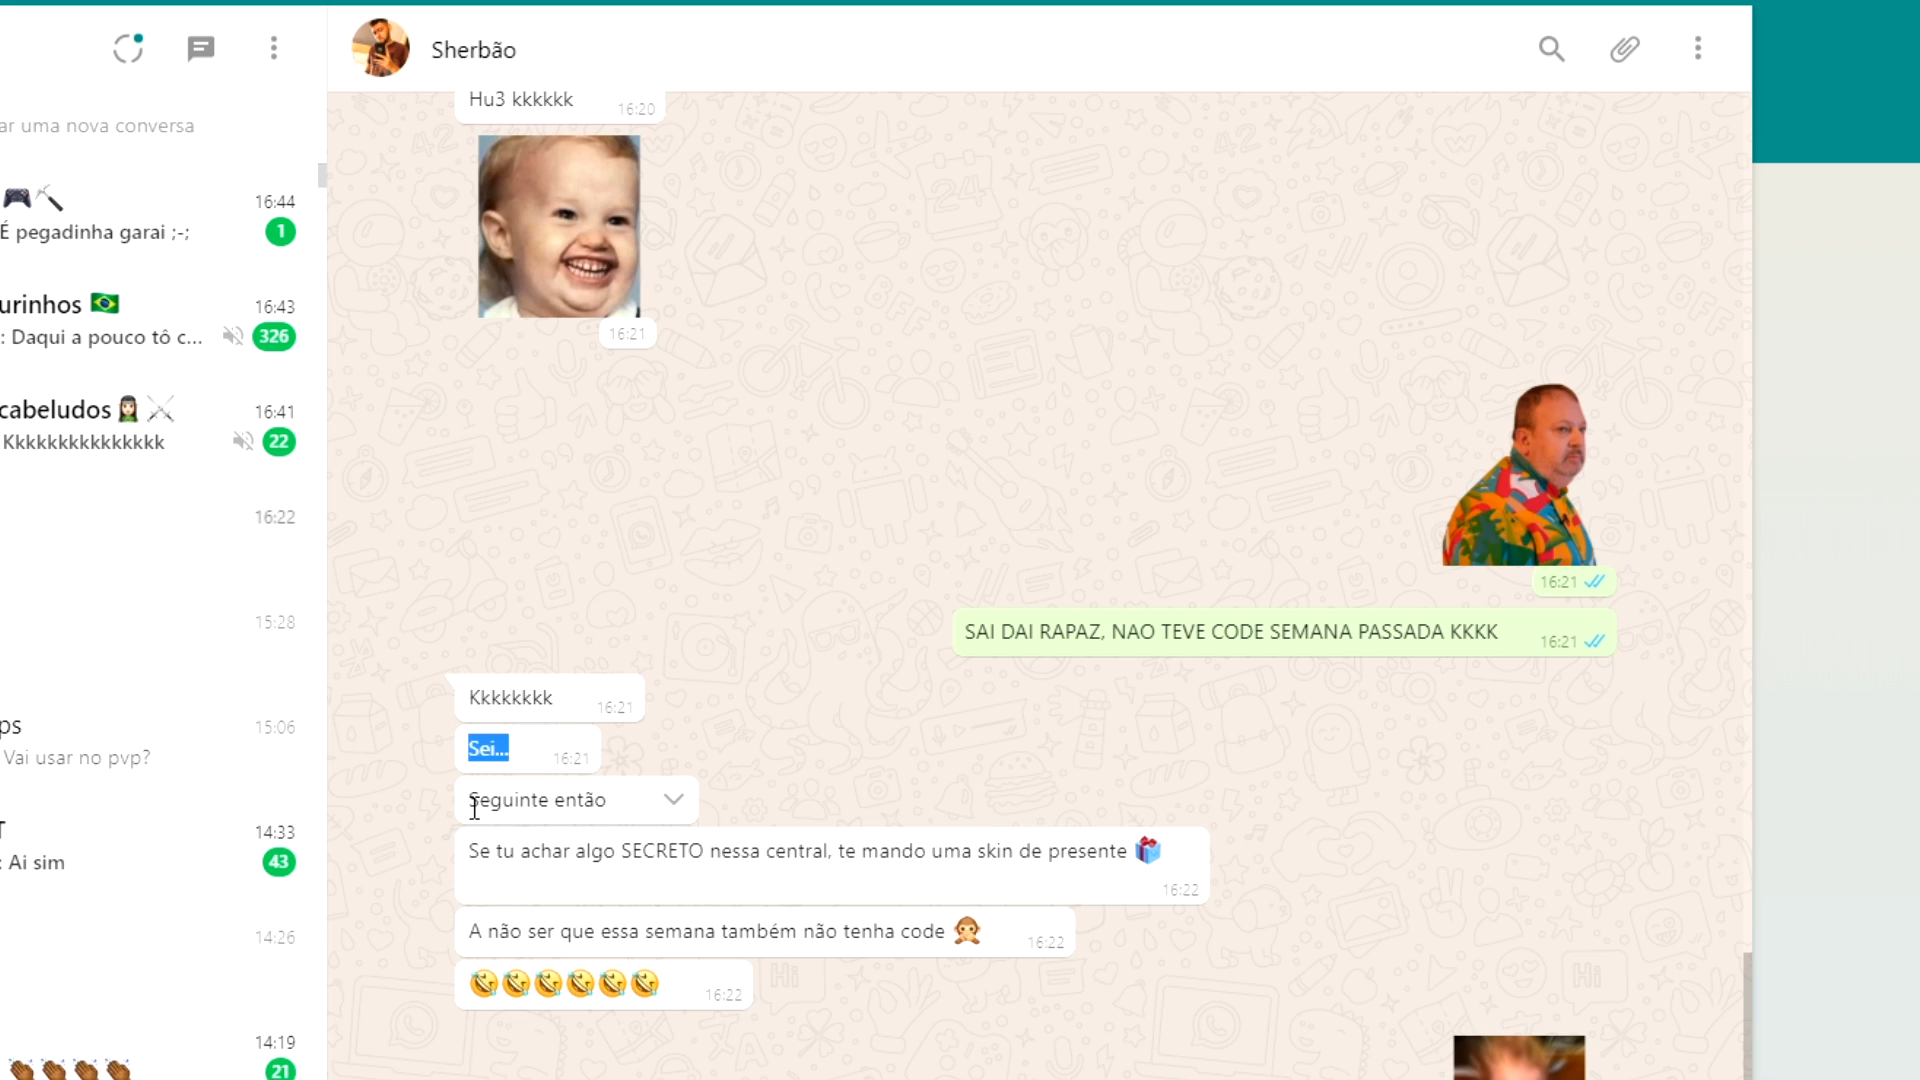 Sherbão
ar uma nova conversa
16:44
É pegadinha garai ;-;
1
urinhos
16:43
: Daqui a pouco tô c...
326
cabeludos
16:41
Kkkkkkkkkkkkkkk
22
16:22
15:28
ps
15:06
Vai usar no pvp?
T
14:33
: Ai sim
43
14:26
14:19
21
Hu3 kkkkkk
16:20
16:21
16:21
SAI DAI RAPAZ, NAO TEVE CODE SEMANA PASSADA KKKK
16:21
Kkkkkkkk
16:21
Sei...
16:21
Seguinte então
Se tu achar algo SECRETO nessa central, te mando uma skin de presente
16:22
A não ser que essa semana também não tenha code
16:22
16:22